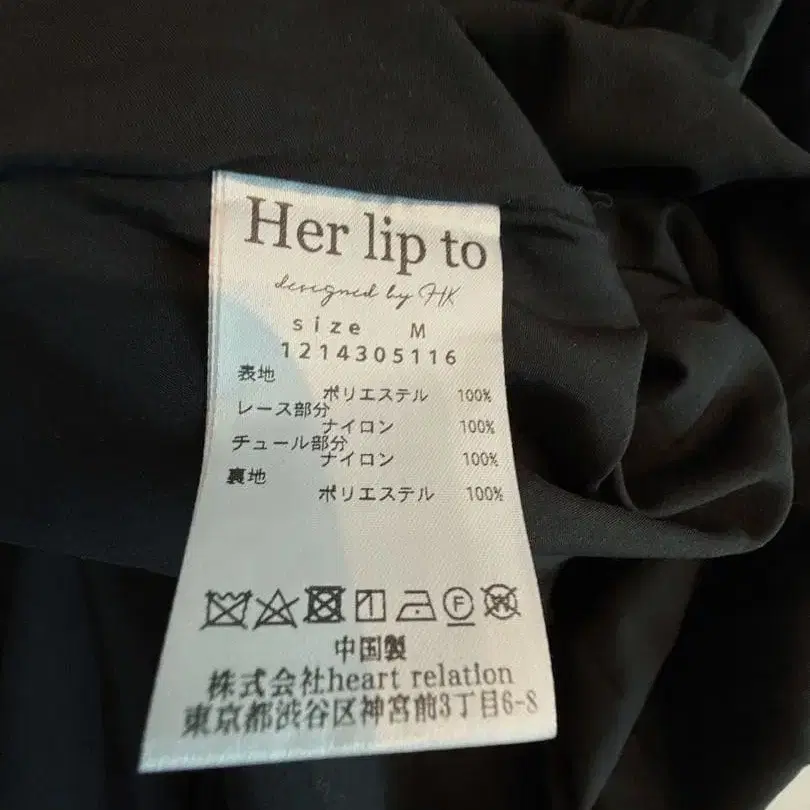 Her lip to
designed by HK
size M
1214305116
表地
ポリエステル 100%
レース部分
ナイロン 100%
チュール部分
ナイロン 100%
裏地
ポリエステル 100%
F
W
中国製
株式会社heart relation
東京都渋谷区神宮前3丁目6-8